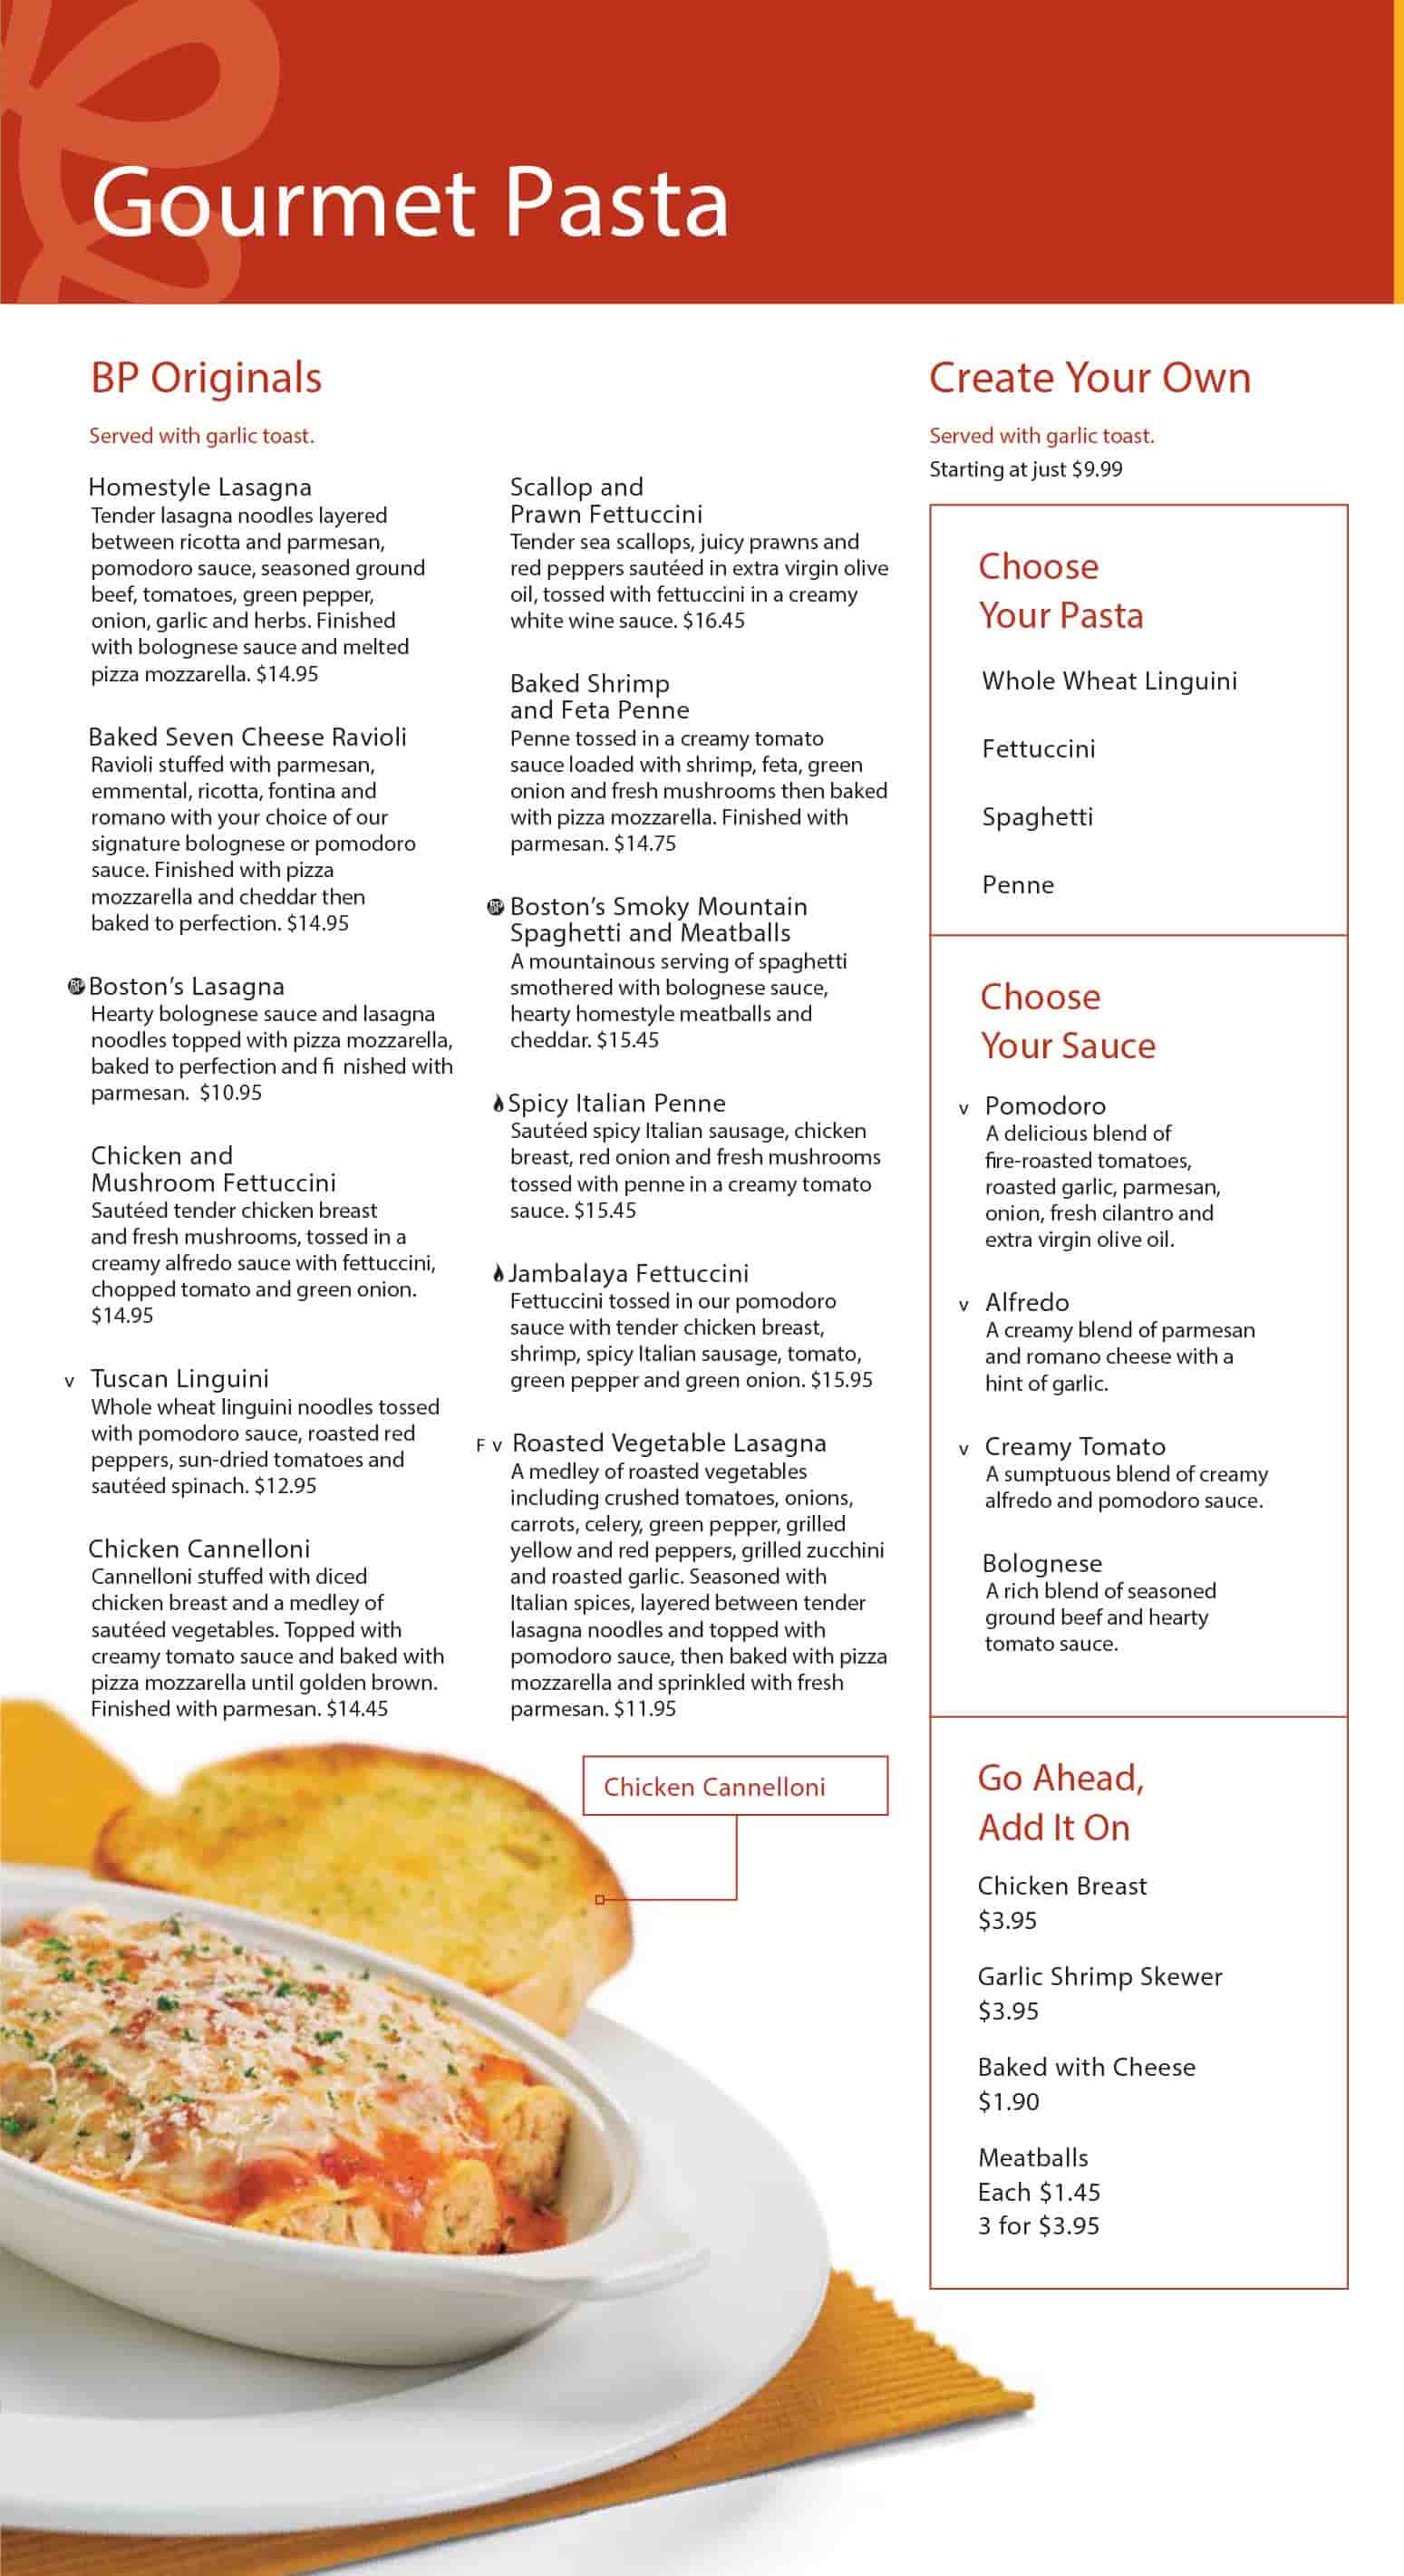 Gourmet Pasta
BP Originals
Served with garlic toast.
Homestyle Lasagna
Tender lasagna noodles layered
between ricotta and parmesan,
pomodoro sauce, seasoned ground
beef, tomatoes, green pepper,
onion, garlic and herbs. Finished
with bolognese sauce and melted
pizza mozzarella. $14.95
Baked Seven Cheese Ravioli
Ravioli stuffed with parmesan,
emmental, ricotta, fontina and
romano with your choice of our
signature bolognese or pomodoro
sauce. Finished with pizza
mozzarella and cheddar then
baked to perfection. $14.95
BP Boston's Lasagna
Hearty bolognese sauce and lasagna
noodles topped with pizza mozzarella,
baked to perfection and fi nished with
parmesan. $10.95
Chicken and
Mushroom Fettuccini
Sautéed tender chicken breast
and fresh mushrooms, tossed in a
creamy alfredo sauce with fettuccini,
chopped tomato and green onion.
$14.95
v Tuscan Linguini
Whole wheat linguini noodles tossed
with pomodoro sauce, roasted red
peppers, sun-dried tomatoes and
sautéed spinach. $12.95
Chicken Cannelloni
Cannelloni stuffed with diced
chicken breast and a medley of
sautéed vegetables. Topped with
creamy tomato sauce and baked with
pizza mozzarella until golden brown.
Finished with parmesan. $14.45
Scallop and
Prawn Fettuccini
Tender sea scallops, juicy prawns and
red peppers sautéed in extra virgin olive
oil, tossed with fettuccini in a creamy
white wine sauce. $16.45
Baked Shrimp
and Feta Penne
Penne tossed in a creamy tomato
sauce loaded with shrimp, feta, green
onion and fresh mushrooms then baked
with pizza mozzarella. Finished with
parmesan. $14.75
BP Boston's Smoky Mountain
Spaghetti and Meatballs
A mountainous serving of spaghetti
smothered with bolognese sauce,
hearty homestyle meatballs and
cheddar. $15.45
Spicy Italian Penne
Sautéed spicy Italian sausage, chicken
breast, red onion and fresh mushrooms
tossed with penne in a creamy tomato
sauce. $15.45
Jambalaya Fettuccini
Fettuccini tossed in our pomodoro
sauce with tender chicken breast,
shrimp, spicy Italian sausage, tomato,
green pepper and green onion. $15.95
F v Roasted Vegetable Lasagna
A medley of roasted vegetables
including crushed tomatoes, onions,
carrots, celery, green pepper, grilled
yellow and red peppers, grilled zucchini
and roasted garlic. Seasoned with
Italian spices, layered between tender
lasagna noodles and topped with
pomodoro sauce, then baked with pizza
mozzarella and sprinkled with fresh
parmesan. $11.95
Chicken Cannelloni
Create Your Own
Served with garlic toast.
Starting at just $9.99
Choose
Your Pasta
Whole Wheat Linguini
Fettuccini
Spaghetti
Penne
Choose
Your Sauce
v Pomodoro
A delicious blend of
fire-roasted tomatoes,
roasted garlic, parmesan,
onion, fresh cilantro and
extra virgin olive oil.
v Alfredo
A creamy blend of parmesan
and romano cheese with a
hint of garlic.
v Creamy Tomato
A sumptuous blend of creamy
alfredo and pomodoro sauce.
Bolognese
A rich blend of seasoned
ground beef and hearty
tomato sauce.
Go Ahead,
Add It On
Chicken Breast
$3.95
Garlic Shrimp Skewer
$3.95
Baked with Cheese
$1.90
Meatballs
Each $1.45
3 for $3.95